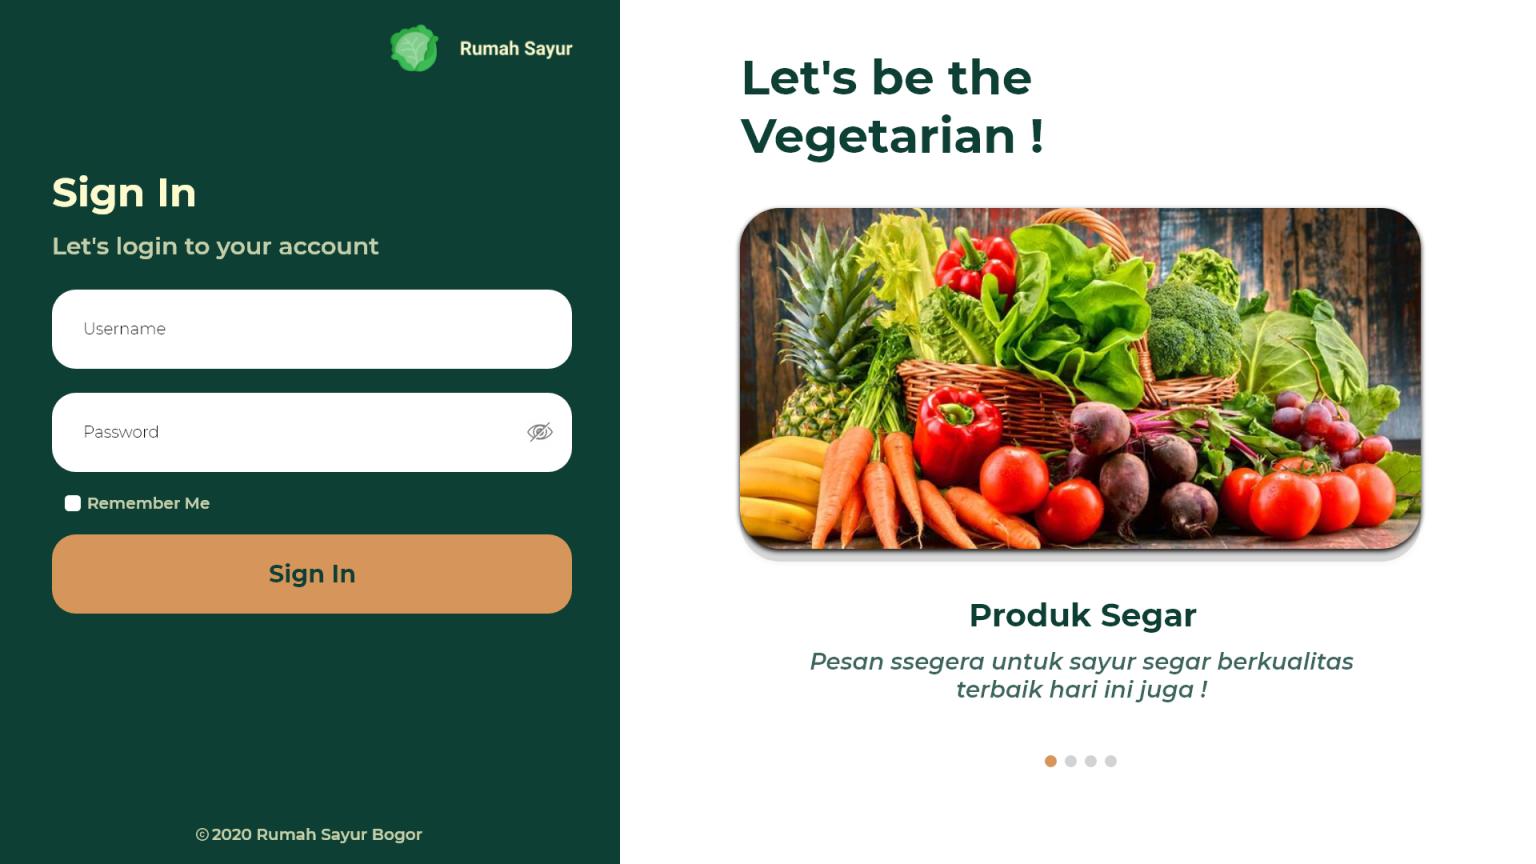 Rumah Sayur
Sign In
Let's login to your account
Username
Password
Remember Me
Sign In
© 2020 Rumah Sayur Bogor
Let's be the
Vegetarian !
Produk Segar
Pesan ssegera untuk sayur segar berkualitas
terbaik hari ini juga !